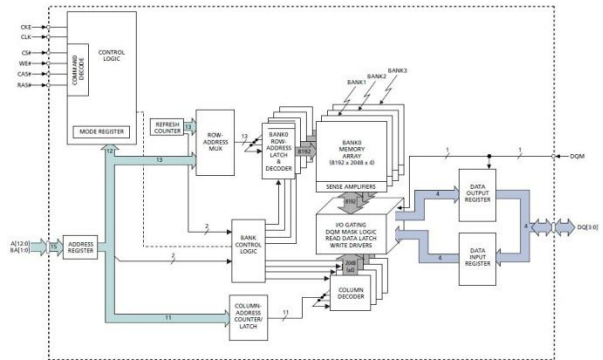 CKE
CLK
CS#
WE#
CAS#
RAS#
COMMAND
DECODE
CONTROL
LOGIC
MODE REGISTER
12
REFRESH
COUNTER
13
13
ROW-
ADDRESS
MUX
13
BANK0
ROW-
ADDRESS
LATCH
&
DECODER
8192
BANK1
BANK2
BANK3
BANK0
MEMORY
ARRAY
(8192 x 2048 x 4)
SENSE AMPLIFIERS
8192
I/O GATING
DQM MASK LOGIC
READ DATA LATCH
WRITE DRIVERS
2048
(x4)
COLUMN
DECODER
2
2
BANK
CONTROL
LOGIC
A[12:0]
BA[1:0]
15
ADDRESS
REGISTER
11
COLUMN-
ADDRESS
COUNTER/
LATCH
11
1
1
DQM
4
DATA
OUTPUT
REGISTER
4
DATA
INPUT
REGISTER
4
DQ[3:0]